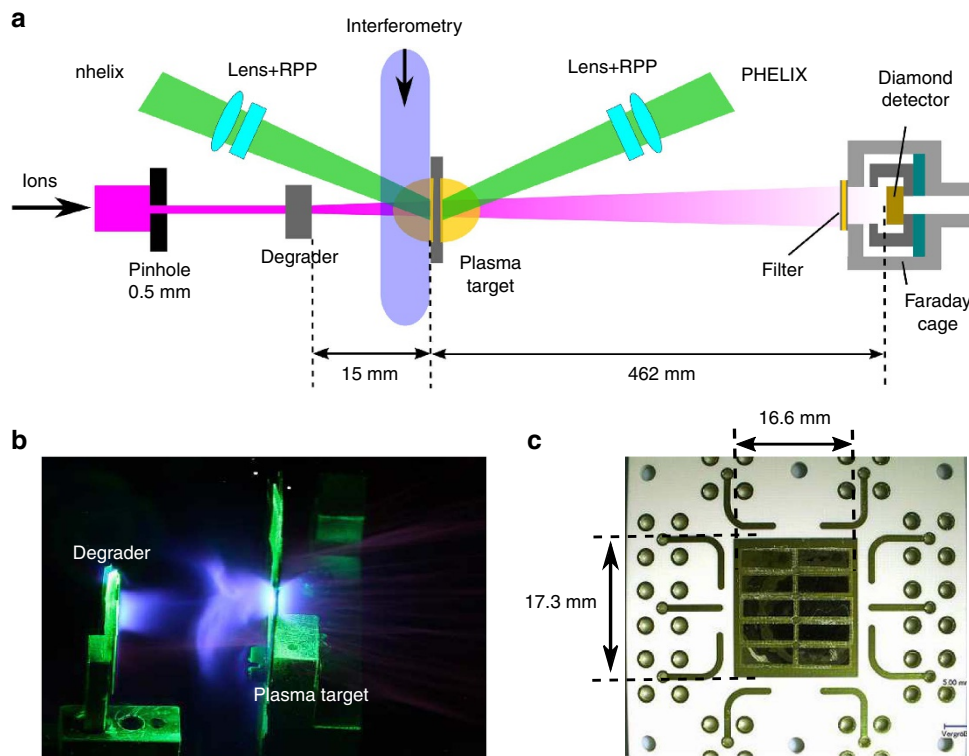 a
Interferometry
nhelix
Lens+RPP
Lens+RPP
PHELIX
Diamond
detector
Ions
Pinhole
0.5 mm
Degrader
Plasma
target
Filter
Faraday
cage
15 mm
462 mm
b
Degrader
Plasma target
c
16.6 mm
17.3 mm
5.00 mm